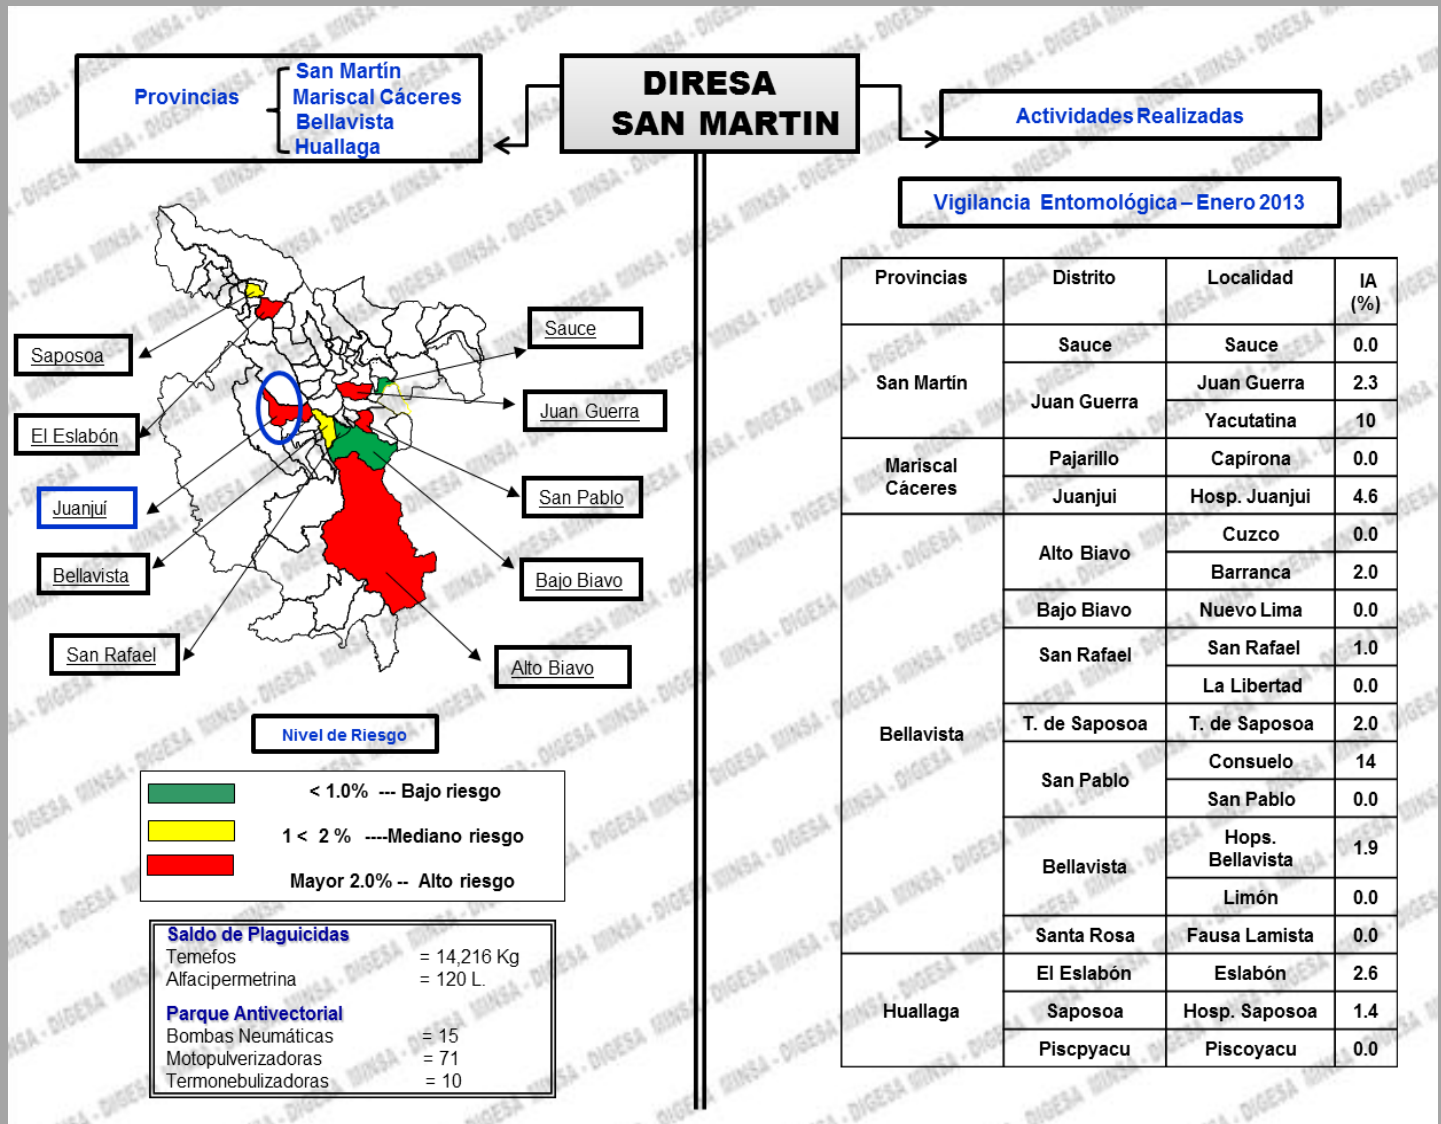 DIRESA
SAN MARTIN
Provincias
San Martín
Mariscal Cáceres
Bellavista
Huallaga
Actividades Realizadas
Vigilancia Entomológica – Enero 2013
Saposoa
El Eslabón
Juanjuí
Bellavista
San Rafael
Sauce
Juan Guerra
San Pablo
Bajo Biavo
Alto Biavo
Nivel de Riesgo
< 1.0% --- Bajo riesgo
1 < 2 % ----Mediano riesgo
Mayor 2.0% -- Alto riesgo
Saldo de Plaguicidas
Temefos = 14,216 Kg
Alfacipermetrina = 120 L.
Parque Antivectorial
Bombas Neumáticas = 15
Motopulverizadoras = 71
Termonebulizadoras = 10
Provincias Distrito Localidad IA (%)
San Martín Sauce Sauce 0.0
Juan Guerra Juan Guerra 2.3
Yacutatina 10
Mariscal Cáceres Pajarillo Capirona 0.0
Juanjui Hosp. Juanjui 4.6
Bellavista Alto Biavo Cuzco 0.0
Barranca 2.0
Bajo Biavo Nuevo Lima 0.0
San Rafael San Rafael 1.0
La Libertad 0.0
T. de Saposoa T. de Saposoa 2.0
San Pablo Consuelo 14
San Pablo 0.0
Bellavista Hops. Bellavista 1.9
Limón 0.0
Santa Rosa Fausa Lamista 0.0
Huallaga El Eslabón Eslabón 2.6
Saposoa Hosp. Saposoa 1.4
Piscpyacu Piscoyacu 0.0
MINSA - DIGESA